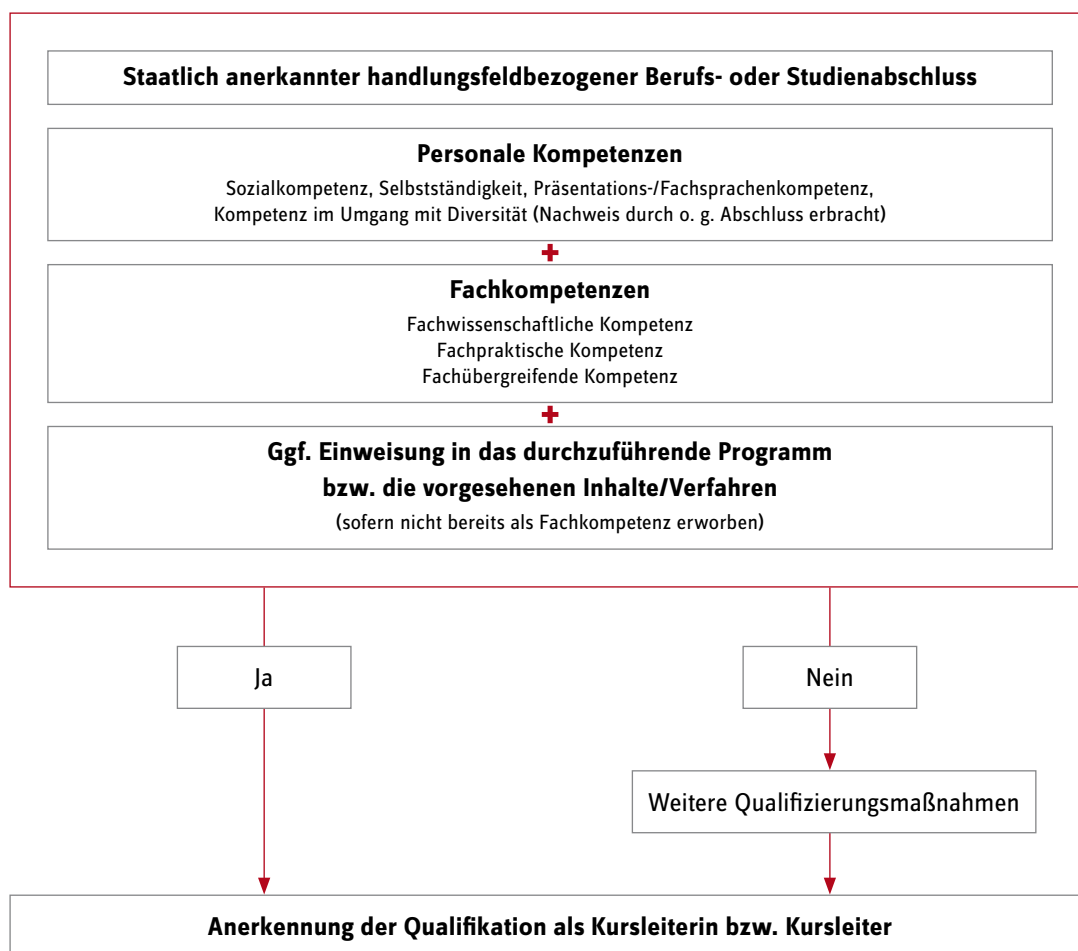 Staatlich anerkannter handlungsfeldbezogener Berufs- oder Studienabschluss
Personale Kompetenzen
Sozialkompetenz, Selbstständigkeit, Präsentations-/Fachsprachenkompetenz,
Kompetenz im Umgang mit Diversität (Nachweis durch o. g. Abschluss erbracht)
+
Fachkompetenzen
Fachwissenschaftliche Kompetenz
Fachpraktische Kompetenz
Fachübergreifende Kompetenz
+
Ggf. Einweisung in das durchzuführende Programm
bzw. die vorgesehenen Inhalte/Verfahren
(sofern nicht bereits als Fachkompetenz erworben)
Ja
Nein
Weitere Qualifizierungsmaßnahmen
Anerkennung der Qualifikation als Kursleiterin bzw. Kursleiter